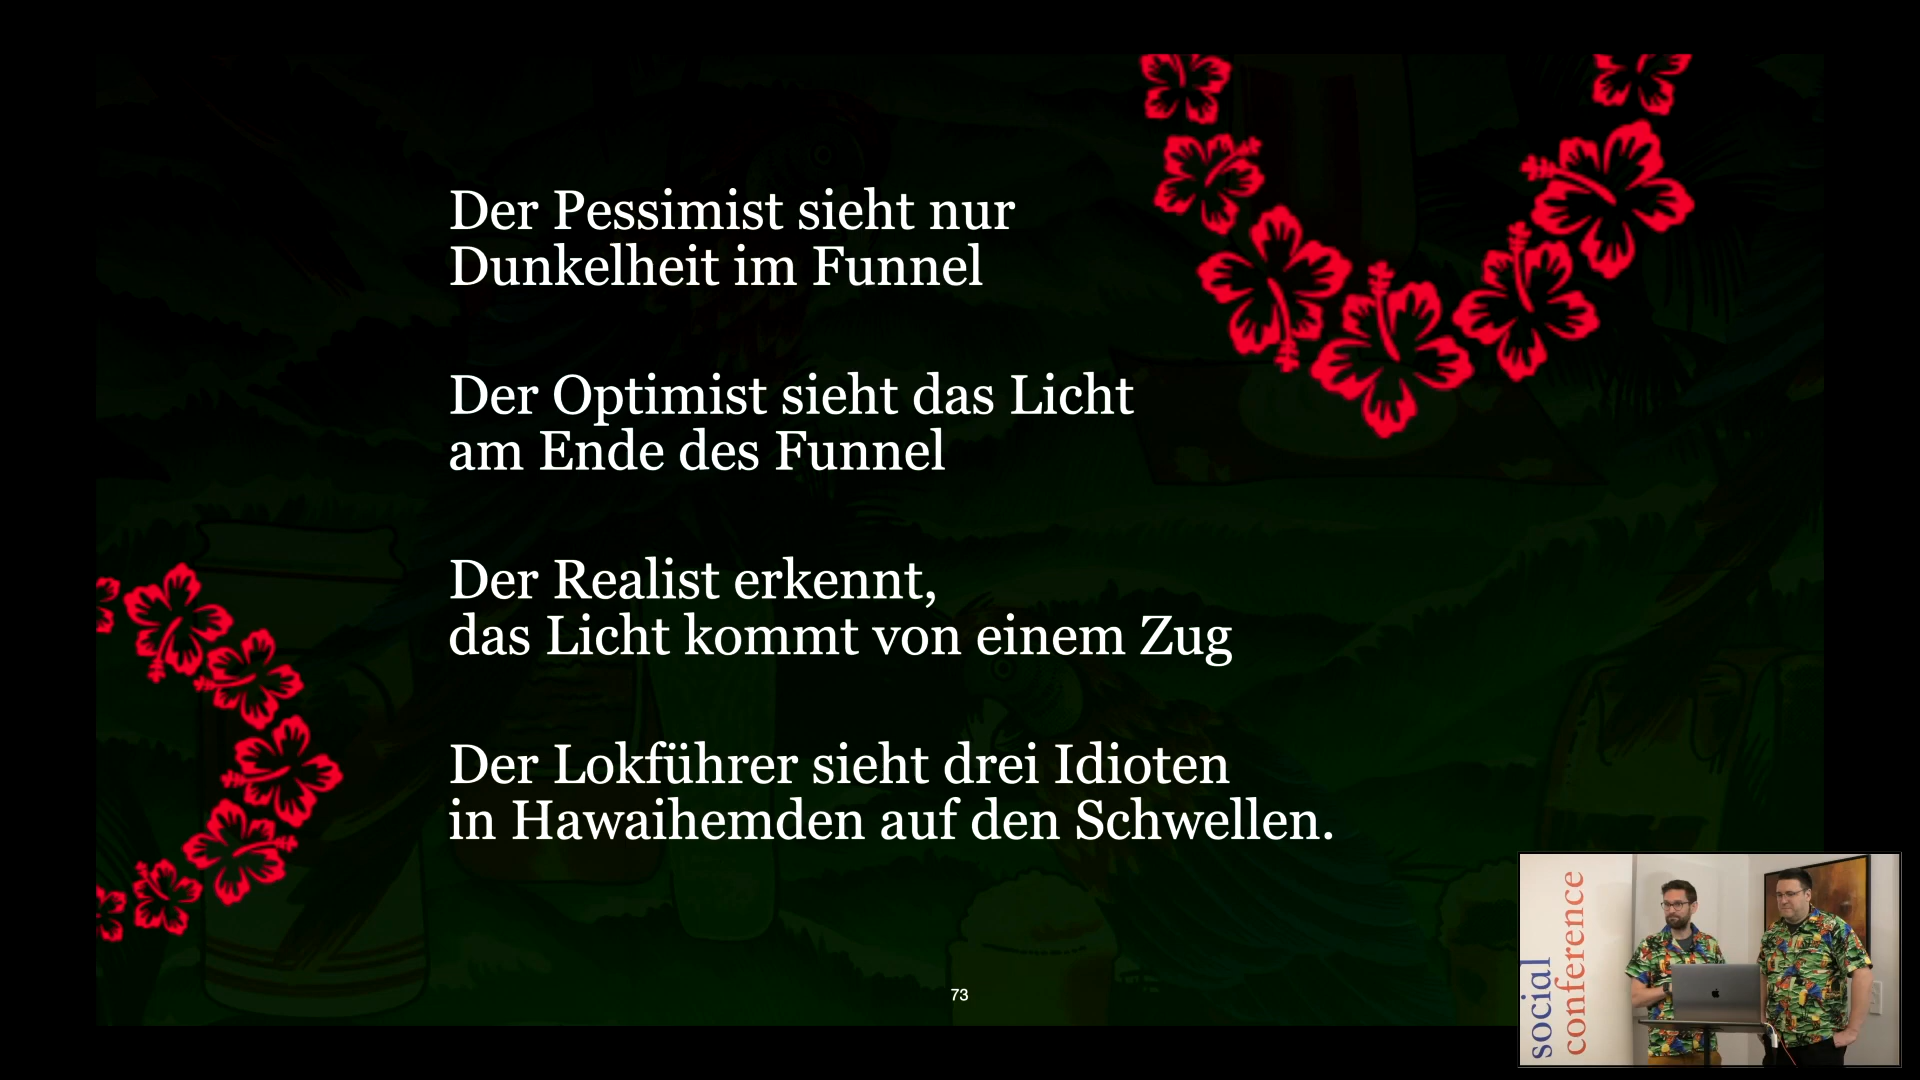 Der Pessimist sieht nur
Dunkelheit im Funnel
Der Optimist sieht das Licht
am Ende des Funnel
Der Realist erkennt,
das Licht kommt von einem Zug
Der Lokführer sieht drei Idioten
in Hawaihemden auf den Schwellen.
73
social
conference